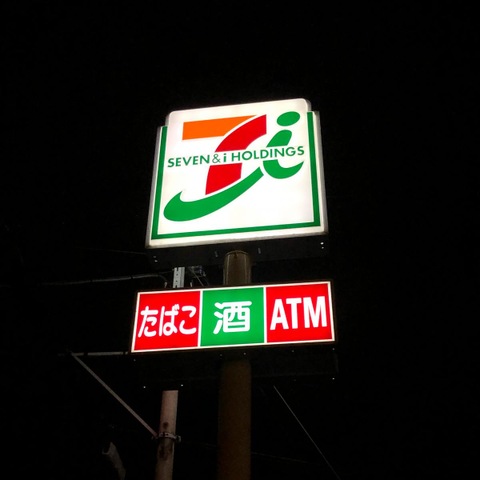 SEVEN&i HOLDINGS
たばこ 酒 ATM